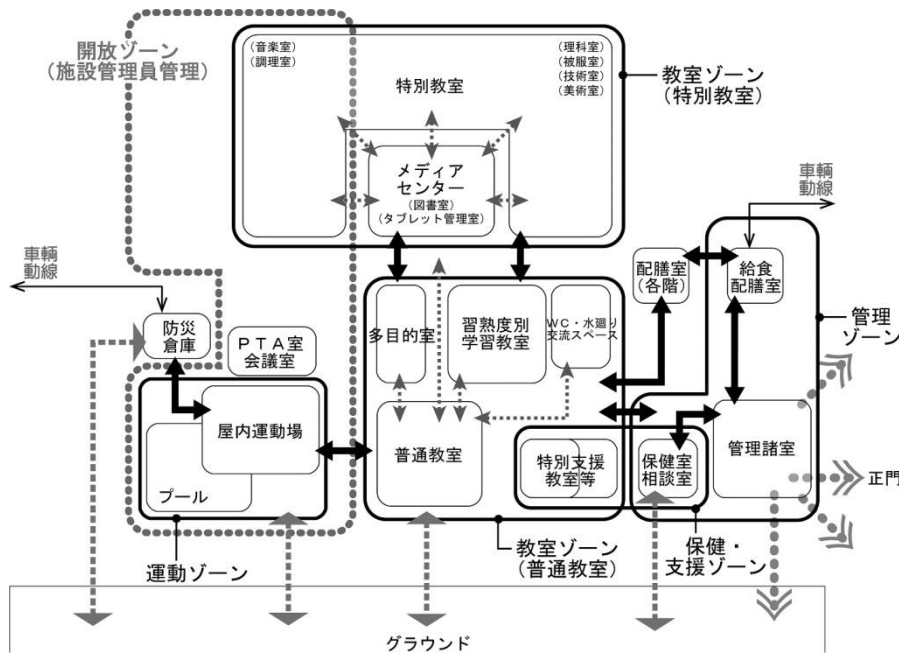 開放ゾーン
（施設管理員管理）
（音楽室）
（調理室）
（理科室）
（被服室）
（技術室）
（美術室）
特別教室
教室ゾーン
（特別教室）
メディア
センター
（図書室）
（タブレット管理室）
車輌
動線
車輌
動線
配膳室
（各階）
給食
配膳室
管理
ゾーン
防災
倉庫
ＰＴＡ室
会議室
多目的室
習熟度別
学習教室
ＷＣ・水廻り
交流スペース
屋内運動場
プール
普通教室
特別支援
教室等
保健室
相談室
管理諸室
正門
運動ゾーン
教室ゾーン
（普通教室）
保健・
支援ゾーン
グラウンド